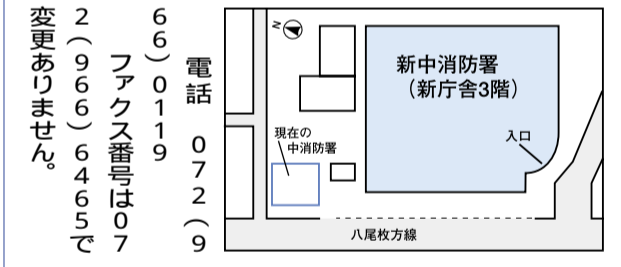 電話 072(9
66)0119
ファクス番号は07
2(966)6465で
変更ありません。
N
新中消防署
(新庁舎3階)
入口
現在の
中消防署
八尾枚方線